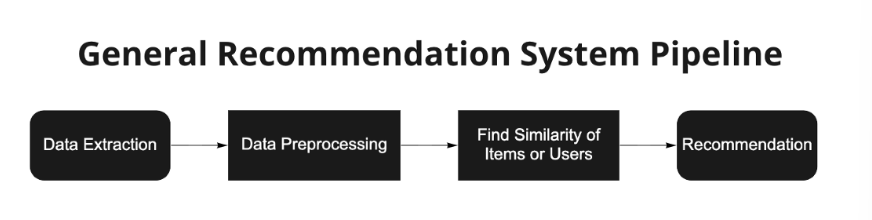 General Recommendation System Pipeline
Data Extraction
Data Preprocessing
Find Similarity of
Items or Users
Recommendation